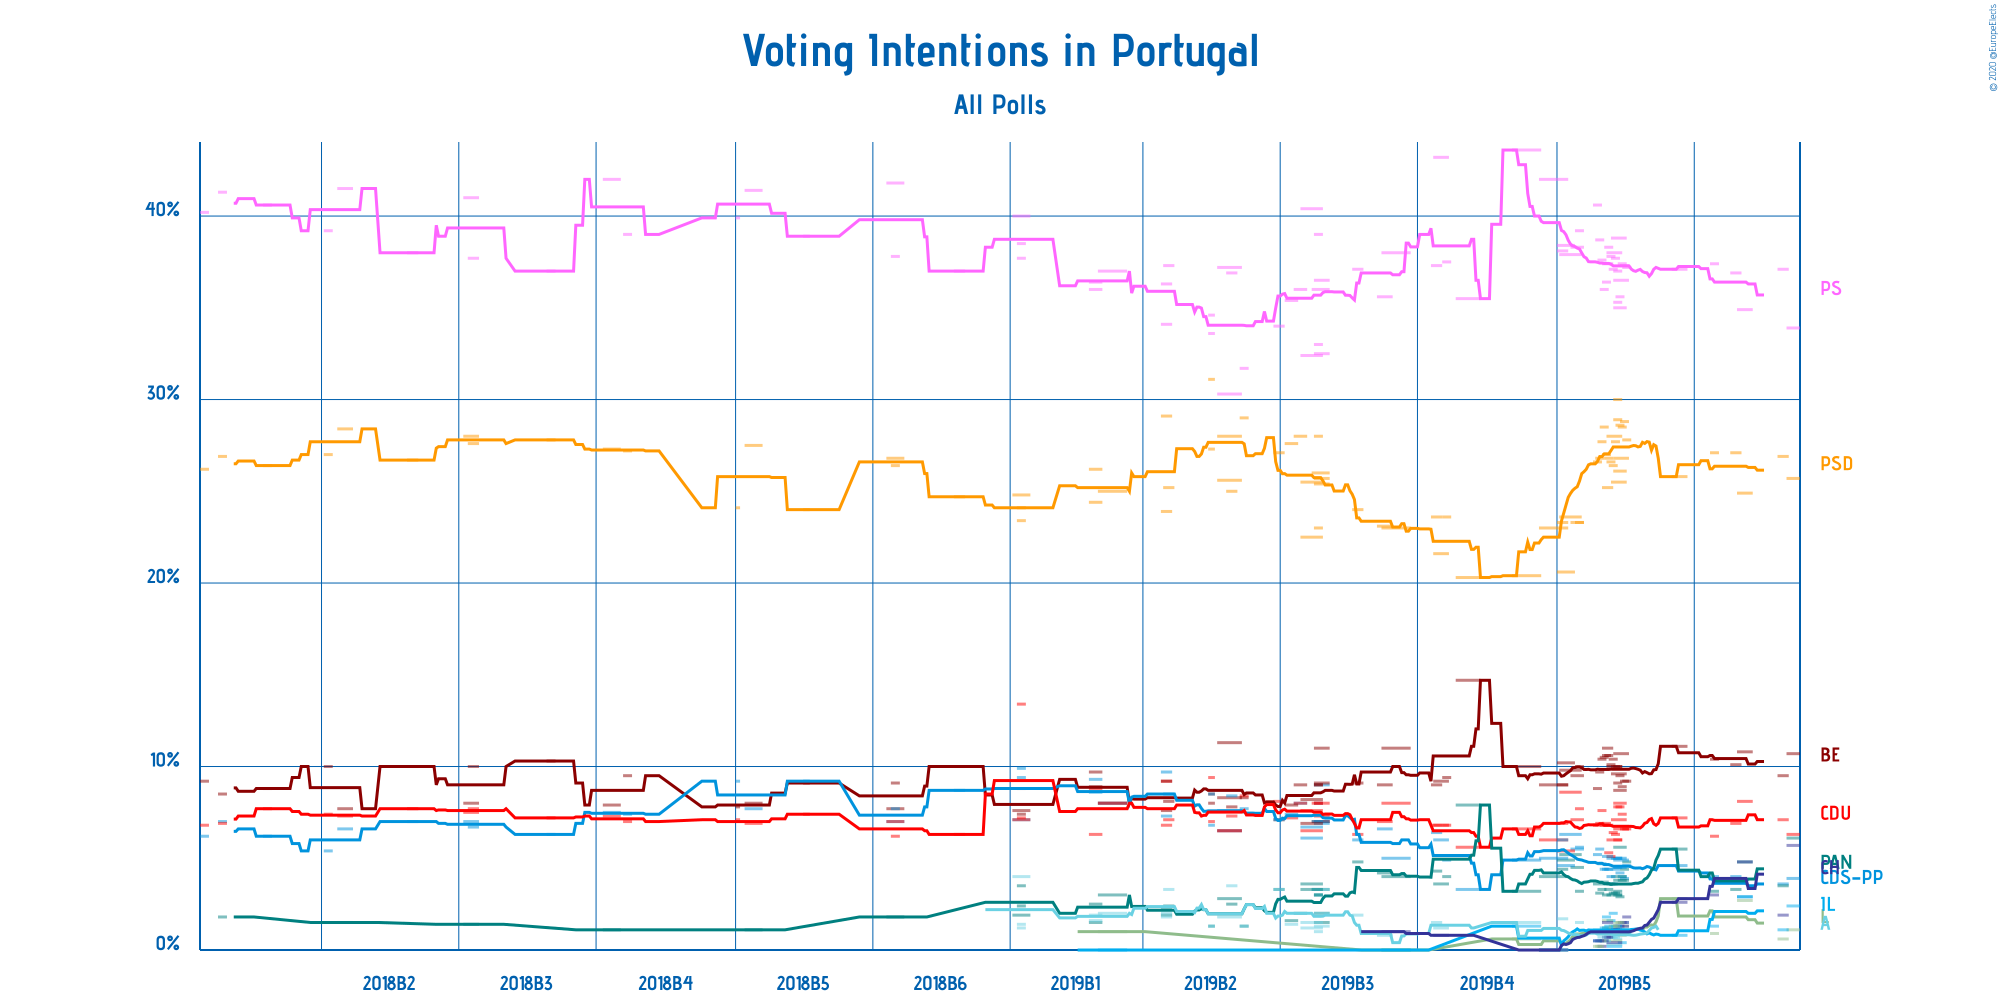 Voting Intentions in Portugal
All Polls
© 2020 @EuropeElects
40%
30%
20%
10%
0%
PS
PSD
BE
CDU
PAN
CH
CDS-PP
IL
L
A
2018B2 2018B3 2018B4 2018B5 2018B6 2019B1 2019B2 2019B3 2019B4 2019B5